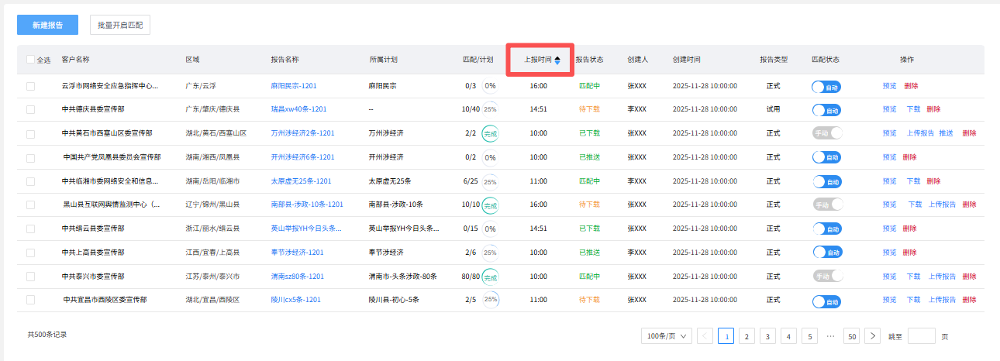 新建报告 批量开启匹配
全选 客户名称 区域 报告名称 所属计划 匹配/计划 上报时间 报告状态 创建人 创建时间 报告类型 匹配状态 操作
云浮市网络安全应急指挥中心... 广东/云浮 麻阳民宗-1201 麻阳民宗 0/3 0% 16:00 匹配中 张XXX 2025-11-28 10:00:00 正式 自动 预览 删除
中共德庆县委宣传部 广东/肇庆/德庆县 瑞昌xw40条-1201 -- 10/40 25% 14:51 待下载 李XXX 2025-11-28 10:00:00 试用 自动 预览 下载 删除
中共黄石市西塞山区委宣传部 湖北/黄石/西塞山区 万州涉经济2条-1201 万州涉经济 2/2 完成 10:00 已下载 张XXX 2025-11-28 10:00:00 正式 手动 预览 上传报告 推送 删除
中国共产党凤凰县委员会宣传部 湖南/湘西/凤凰县 开州涉经济6条-1201 开州涉经济 0/2 0% 10:00 已推送 张XXX 2025-11-28 10:00:00 正式 自动 预览 删除
中共临湘市委网络安全和信息... 湖南/岳阳/临湘市 太原虚无25条-1201 太原虚无25条 6/25 25% 11:00 匹配中 李XXX 2025-11-28 10:00:00 正式 自动 预览 下载 删除
黑山县互联网舆情监测中心（... 辽宁/锦州/黑山县 南部县-涉政-10条-1201 南部县-涉政-10条 10/10 完成 16:00 待下载 张XXX 2025-11-28 10:00:00 正式 手动 预览 下载 上传报告 删除
中共缙云县委宣传部 浙江/丽水/缙云县 英山举报YH今日头条... 英山举报YH今日头条... 0/15 0% 14:51 已下载 张XXX 2025-11-28 10:00:00 正式 自动 预览 删除
中共上高县委宣传部 江西/宜春/上高县 奉节涉经济-1201 奉节涉经济 2/6 25% 10:00 已推送 李XXX 2025-11-28 10:00:00 正式 自动 预览 删除
中共泰兴市委宣传部 江苏/泰州/泰兴市 渭南sz80条-1201 渭南市-头条涉政-80条 80/80 完成 10:00 匹配中 张XXX 2025-11-28 10:00:00 正式 手动 预览 下载 上传报告 删除
中共宜昌市西陵区委宣传部 湖北/宜昌/西陵区 陵川cx5条-1201 陵川县-初心-5条 2/5 25% 11:00 待下载 张XXX 2025-11-28 10:00:00 正式 自动 预览 下载 上传报告 删除
共500条记录 100条/页 1 2 3 4 5 ··· 50 跳至 页